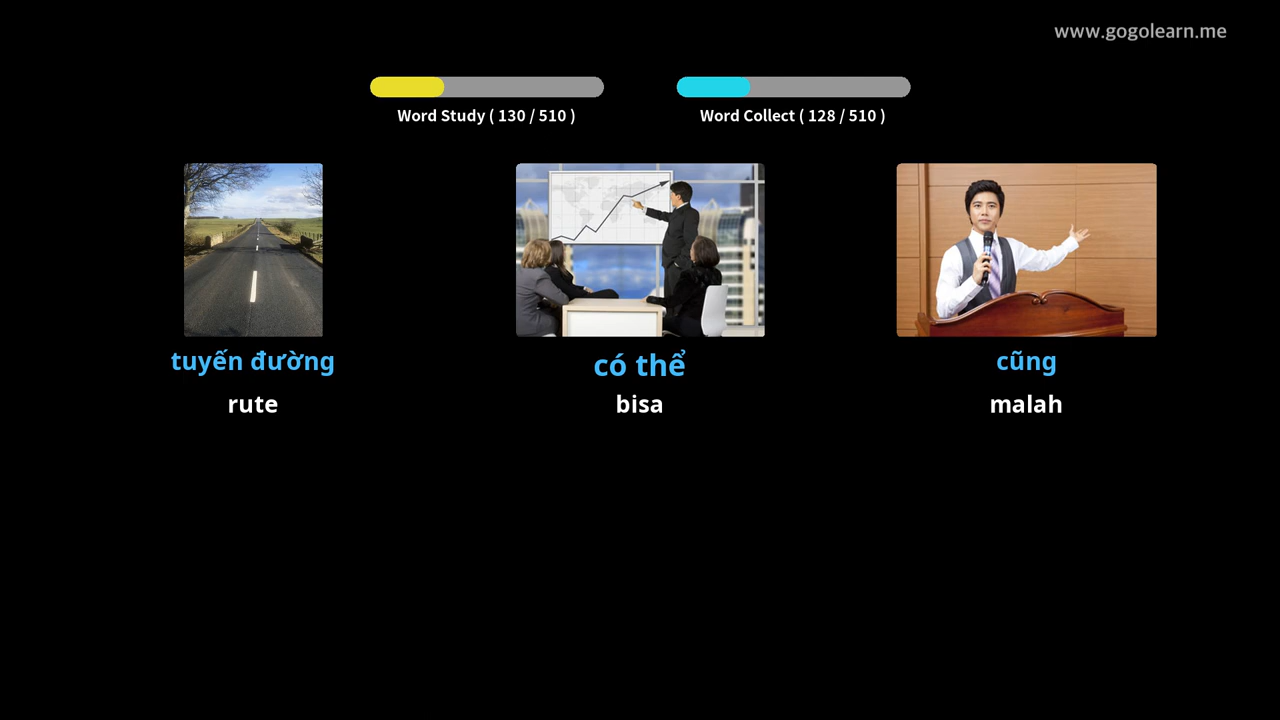 www.gogolearn.me
Word Study ( 130 / 510 )
Word Collect ( 128 / 510 )
tuyến đường
rute
có thể
bisa
cũng
malah